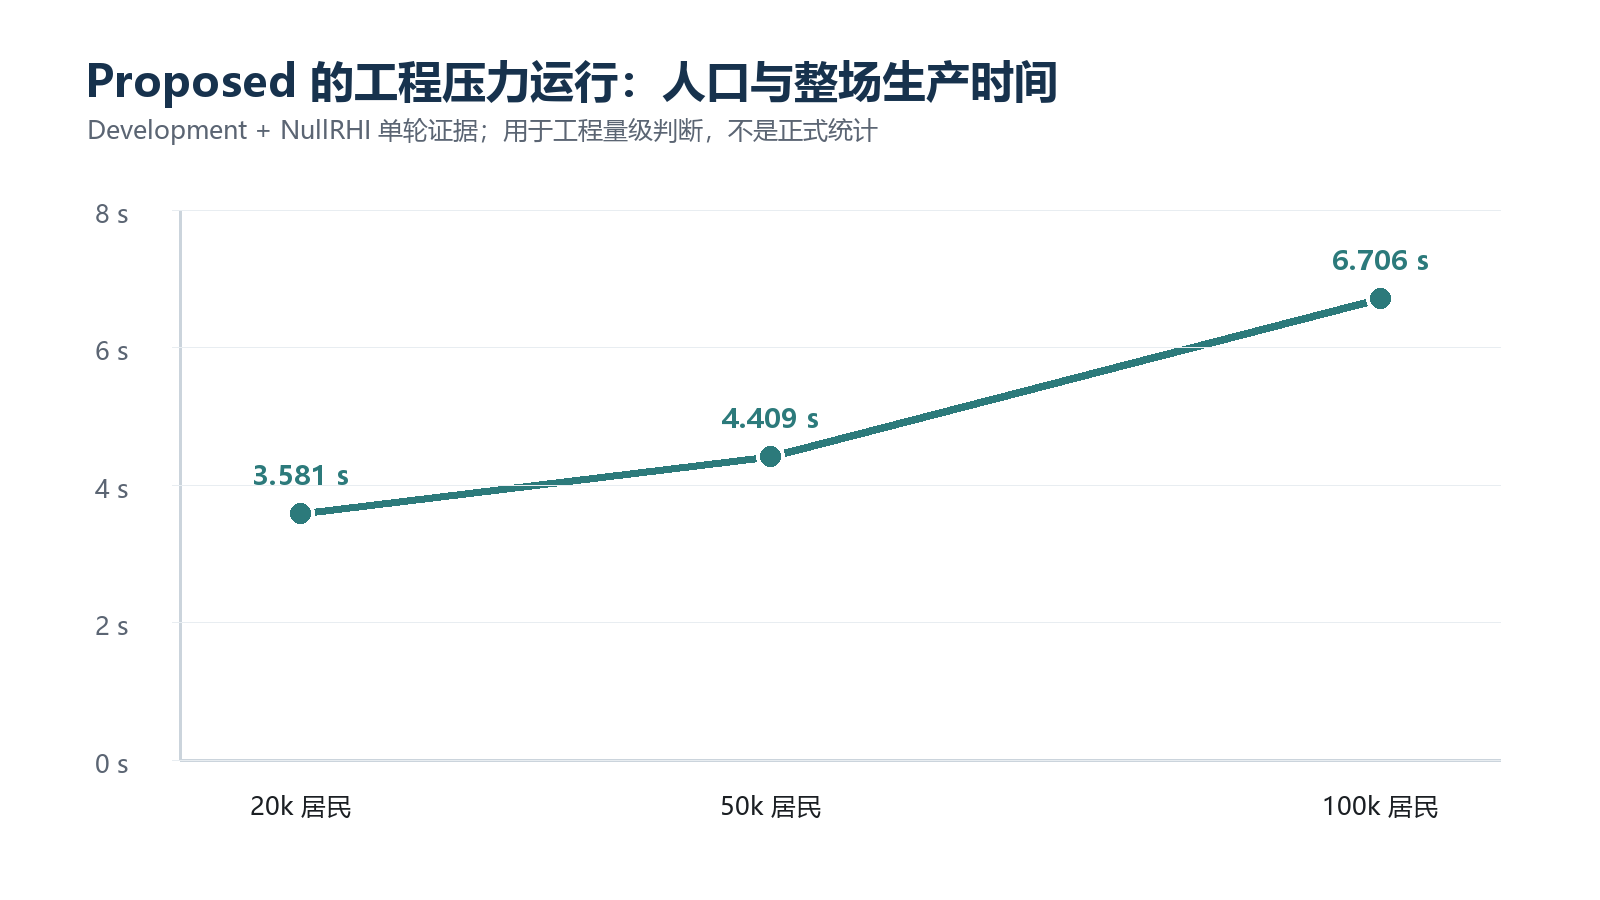 Proposed 的工程压力运行：人口与整场生产时间
Development + NullRHI 单轮证据；用于工程量级判断，不是正式统计
8 s
6.706 s
6 s
4.409 s
3.581 s
4 s
2 s
0 s
20k 居民
50k 居民
100k 居民